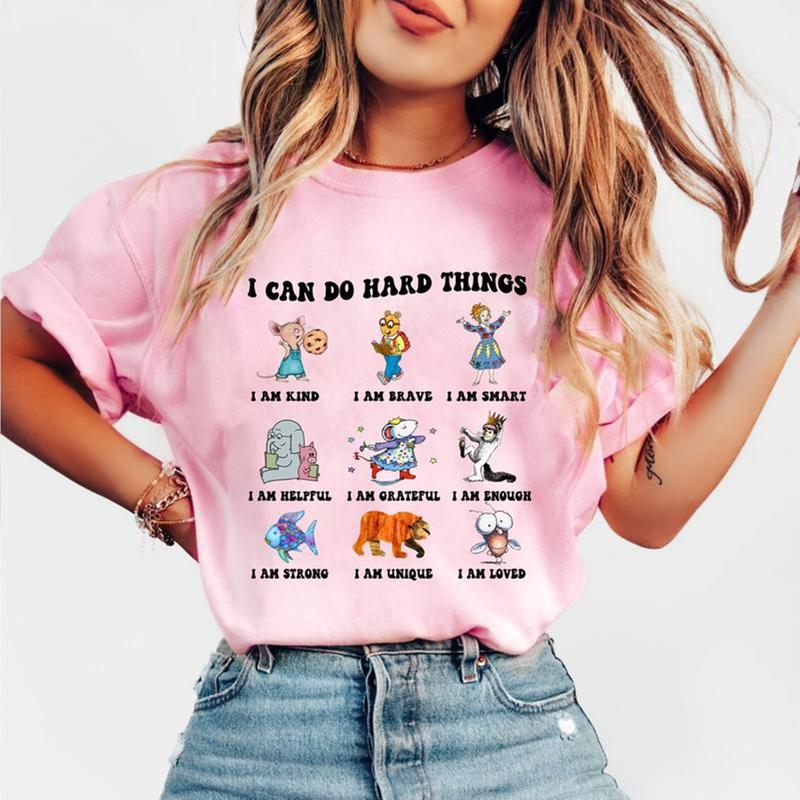 I CAN DO HARD THINGS
I AM KIND I AM BRAVE I AM SMART
I AM HELPFUL I AM GRATEFUL I AM ENOUGH
I AM STRONG I AM UNIQUE I AM LOVED